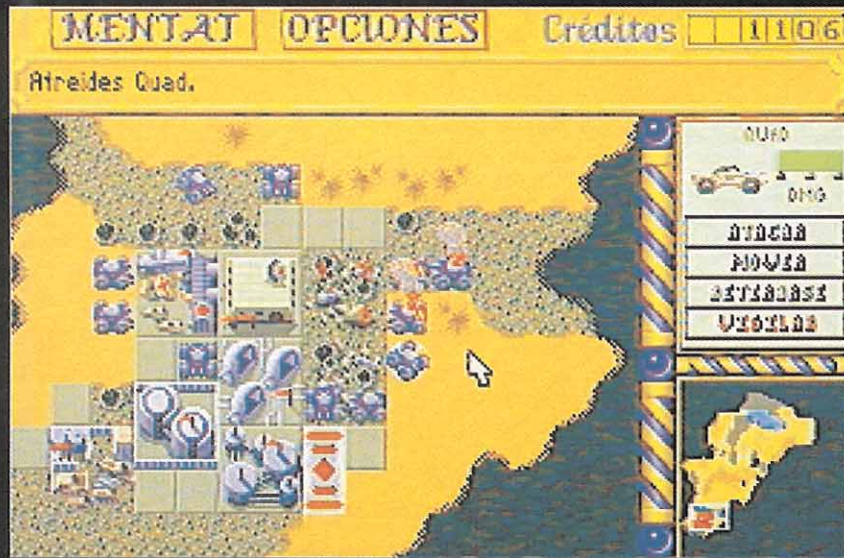 MENTAT OPCIONES Créditos 1106
Atreides Quad.
QUAD
DMG
ATACAR
MOVER
RETIRARSE
VIGILAR